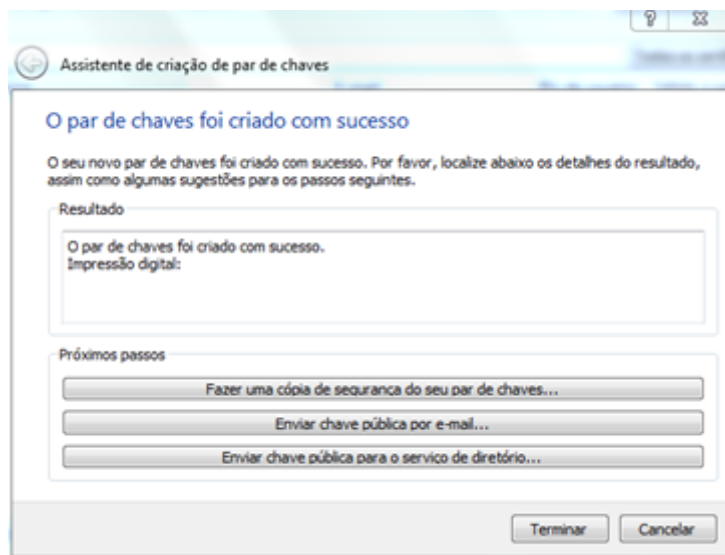 Assistente de criação de par de chaves
O par de chaves foi criado com sucesso
O seu novo par de chaves foi criado com sucesso. Por favor, localize abaixo os detalhes do resultado,
assim como algumas sugestões para os passos seguintes.
Resultado
O par de chaves foi criado com sucesso.
Impressão digital:
Próximos passos
Fazer uma cópia de segurança do seu par de chaves...
Enviar chave pública por e-mail...
Enviar chave pública para o serviço de diretório...
Terminar
Cancelar